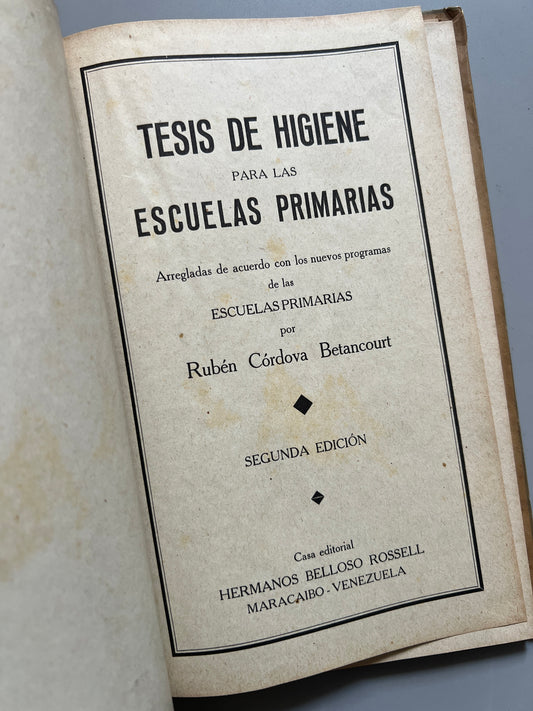 TESIS DE HIGIENE
PARA LAS
ESCUELAS PRIMARIAS
Arregladas de acuerdo con los nuevos programas
de las
ESCUELAS PRIMARIAS
por
Rubén Córdova Betancourt
SEGUNDA EDICIÓN
Casa editorial
HERMANOS BELLOSO ROSSELL
MARACAIBO - VENEZUELA